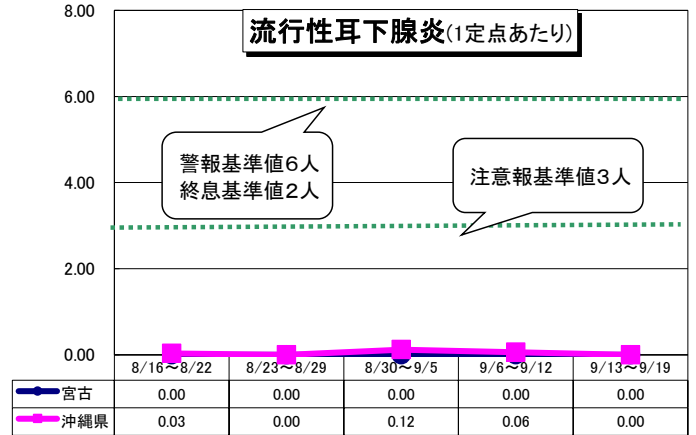 流行性耳下腺炎(1定点あたり)
8.00
6.00
警報基準値6人
終息基準値2人
注意報基準値3人
4.00
2.00
0.00
8/16～8/22 8/23～8/29 8/30～9/5 9/6～9/12 9/13～9/19
宮古 0.00 0.00 0.00 0.00 0.00
沖縄県 0.03 0.00 0.12 0.06 0.00